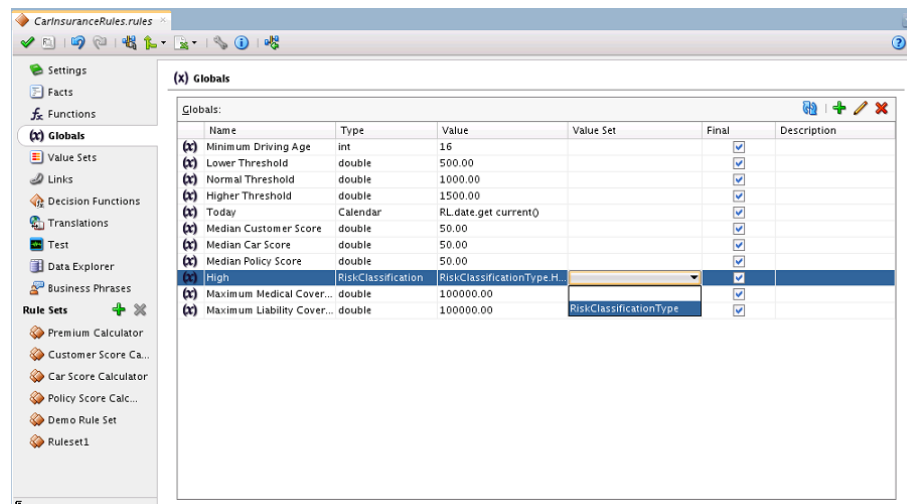 CarInsuranceRules.rules
Settings
Facts
Functions
(x) Globals
Value Sets
Links
Decision Functions
Translations
Test
Data Explorer
Business Phrases
Rule Sets
Premium Calculator
Customer Score Ca...
Car Score Calculator
Policy Score Calc...
Demo Rule Set
Ruleset1
(x) Globals
Globals:
Name Type Value Value Set Final Description
(x) Minimum Driving Age int 16
(x) Lower Threshold double 500.00
(x) Normal Threshold double 1000.00
(x) Higher Threshold double 1500.00
(x) Today Calendar RL.date.get current()
(x) Median Customer Score double 50.00
(x) Median Car Score double 50.00
(x) Median Policy Score double 50.00
(x) High RiskClassification RiskClassificationType.H...
(x) Maximum Medical Cover... double 100000.00
(x) Maximum Liability Cover... double 100000.00
RiskClassificationType